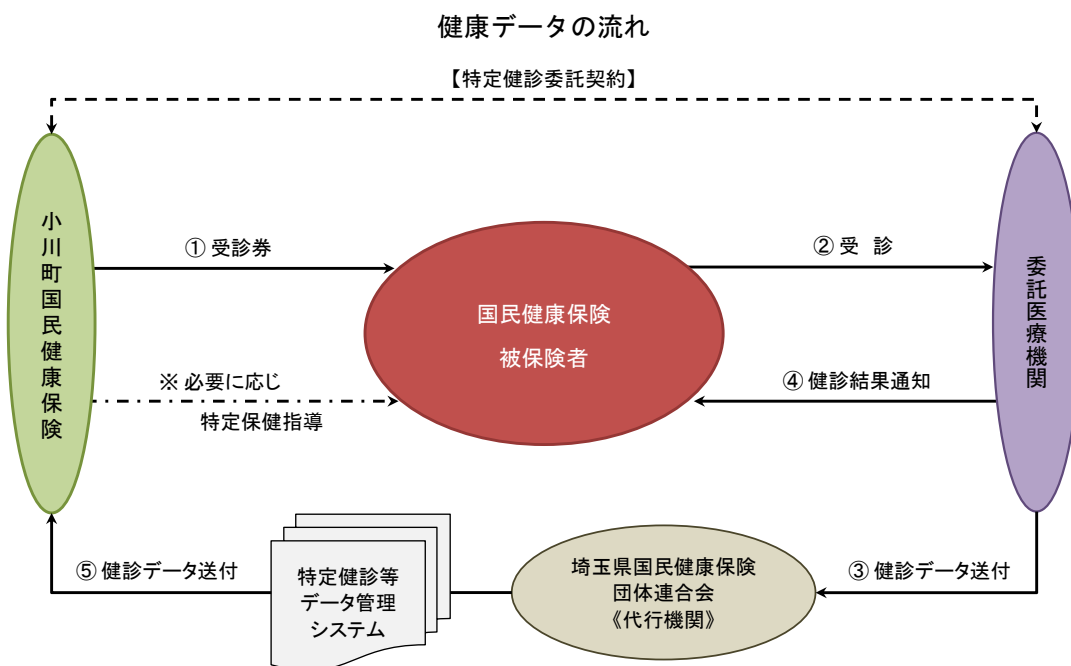 健康データの流れ
【特定健診委託契約】
小川町国民健康保険
① 受診券
② 受 診
委託医療機関
国民健康保険
被保険者
※ 必要に応じ
特定保健指導
④ 健診結果通知
⑤ 健診データ送付
特定健診等
データ管理
システム
埼玉県国民健康保険
団体連合会
《代行機関》
③ 健診データ送付